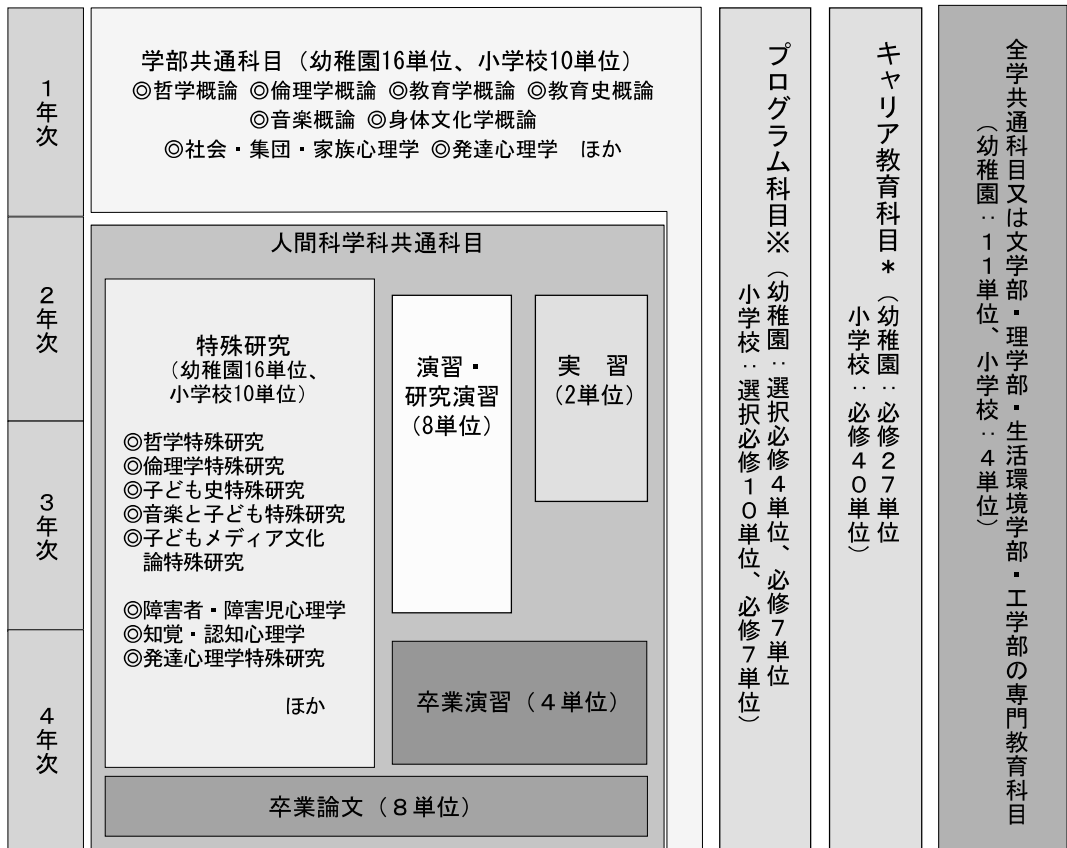 1年次
2年次
3年次
4年次
学部共通科目(幼稚園16単位、小学校10単位)
◎哲学概論 ◎倫理学概論 ◎教育学概論 ◎教育史概論
◎音楽概論 ◎身体文化学概論
◎社会・集団・家族心理学 ◎発達心理学 ほか
人間科学科共通科目
特殊研究
(幼稚園16単位、
小学校10単位)
◎哲学特殊研究
◎倫理学特殊研究
◎子ども史特殊研究
◎音楽と子ども特殊研究
◎子どもメディア文化
論特殊研究
◎障害者・障害児心理学
◎知覚・認知心理学
◎発達心理学特殊研究
ほか
演習・
研究演習
(8単位)
実 習
(2単位)
卒業演習(4単位)
卒業論文(8単位)
プログラム科目※(幼稚園:選択必修4単位、必修7単位
小学校:選択必修10単位、必修7単位)
キャリア教育科目*(幼稚園:必修27単位
小学校:必修40単位)
全学共通科目又は文学部・理学部・生活環境学部・工学部の専門教育科目
(幼稚園:11単位、小学校:4単位)